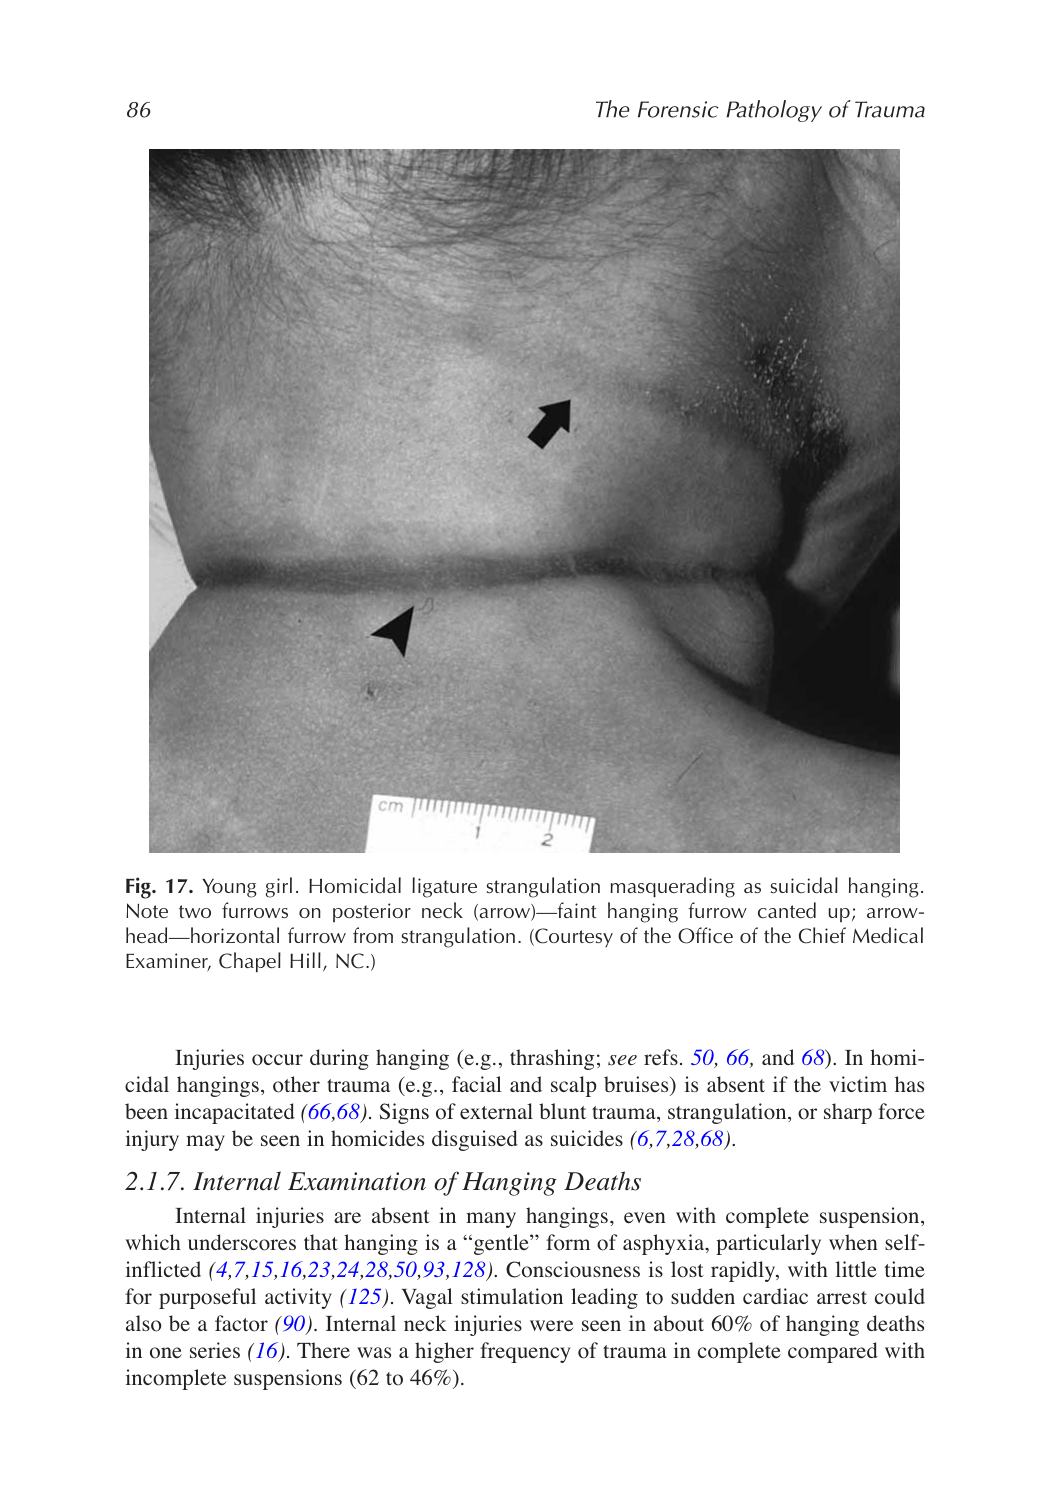 86
The Forensic Pathology of Trauma
cm
1
2
Fig. 17. Young girl. Homicidal ligature strangulation masquerading as suicidal hanging.
Note two furrows on posterior neck (arrow)—faint hanging furrow canted up; arrow-
head—horizontal furrow from strangulation. (Courtesy of the Office of the Chief Medical
Examiner, Chapel Hill, NC.)
Injuries occur during hanging (e.g., thrashing; see refs. 50, 66, and 68). In homi-
cidal hangings, other trauma (e.g., facial and scalp bruises) is absent if the victim has
been incapacitated (66,68). Signs of external blunt trauma, strangulation, or sharp force
injury may be seen in homicides disguised as suicides (6,7,28,68).
2.1.7. Internal Examination of Hanging Deaths
Internal injuries are absent in many hangings, even with complete suspension,
which underscores that hanging is a “gentle” form of asphyxia, particularly when self-
inflicted (4,7,15,16,23,24,28,50,93,128). Consciousness is lost rapidly, with little time
for purposeful activity (125). Vagal stimulation leading to sudden cardiac arrest could
also be a factor (90). Internal neck injuries were seen in about 60% of hanging deaths
in one series (16). There was a higher frequency of trauma in complete compared with
incomplete suspensions (62 to 46%).